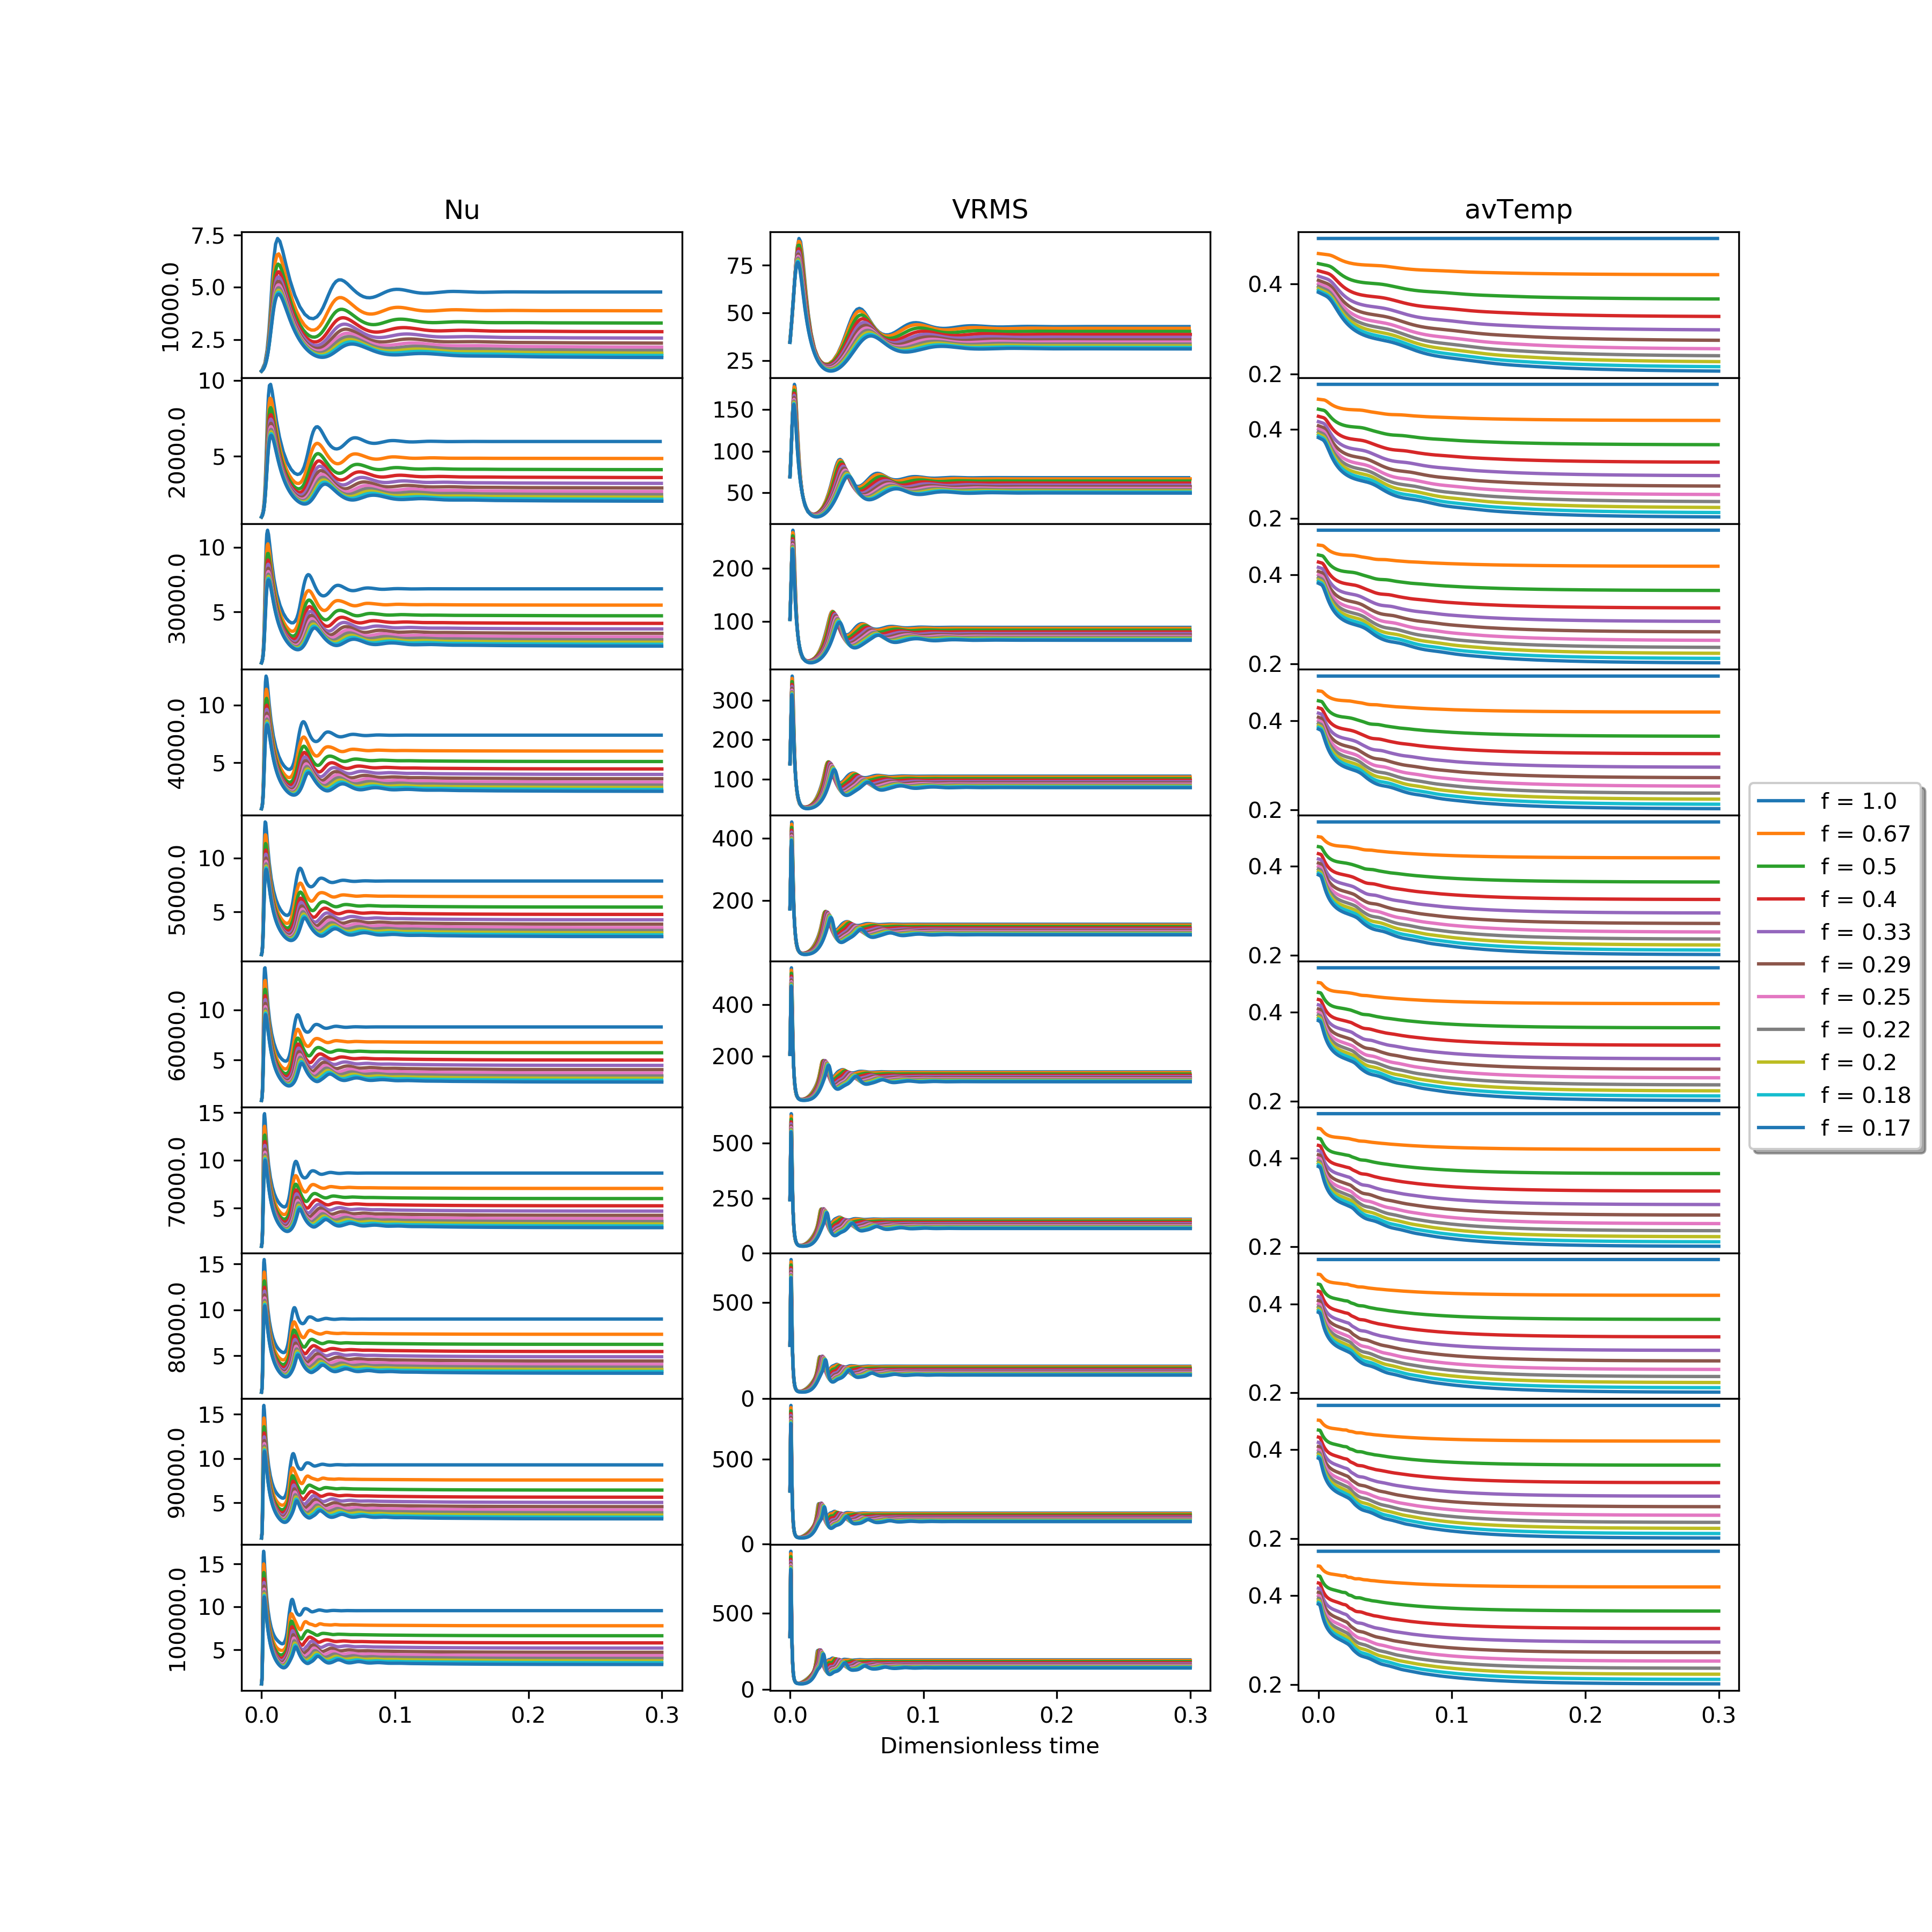 Nu VRMS avTemp
10000.0 7.5 5.0 2.5 75 50 25 0.4 0.2
20000.0 10 5 150 100 50 0.4 0.2
30000.0 10 5 200 100 0.4 0.2
40000.0 10 5 300 200 100 0.4 0.2
50000.0 10 5 400 200 0.4 0.2
60000.0 10 5 400 200 0.4 0.2
70000.0 15 10 5 500 250 0 0.4 0.2
80000.0 15 10 5 500 0 0.4 0.2
90000.0 15 10 5 500 0 0.4 0.2
100000.0 15 10 5 500 0 0.4 0.2
0.0 0.1 0.2 0.3 0.0 0.1 0.2 0.3 0.0 0.1 0.2 0.3
Dimensionless time
f = 1.0
f = 0.67
f = 0.5
f = 0.4
f = 0.33
f = 0.29
f = 0.25
f = 0.22
f = 0.2
f = 0.18
f = 0.17